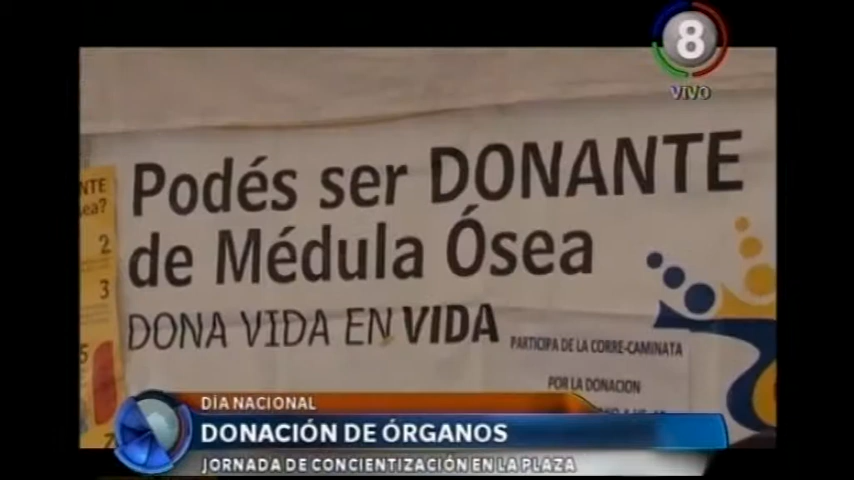 8
VIVO
Podés ser DONANTE
de Médula Ósea
DONA VIDA EN VIDA
PARTICIPA DE LA CORRE-CAMINATA
POR LA DONACION
2
3
DÍA NACIONAL
DONACIÓN DE ÓRGANOS
JORNADA DE CONCIENTIZACIÓN EN LA PLAZA